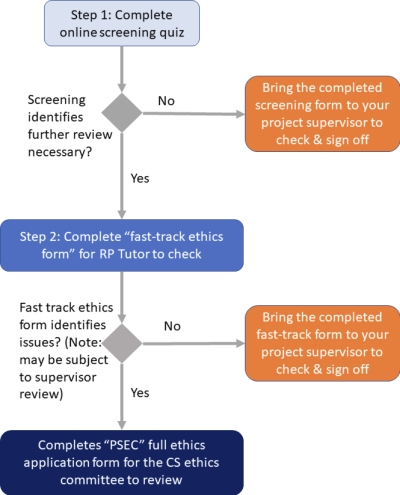 Step 1: Complete
online screening quiz
Screening
identifies
further review
necessary?
No
Bring the completed
screening form to your
project supervisor to
check & sign off
Yes
Step 2: Complete “fast-track ethics
form” for RP Tutor to check
Fast track ethics
form identifies
issues? (Note:
may be subject
to supervisor
review)
No
Bring the completed
fast-track form to your
project supervisor to
check & sign off
Yes
Completes “PSEC” full ethics
application form for the CS ethics
committee to review